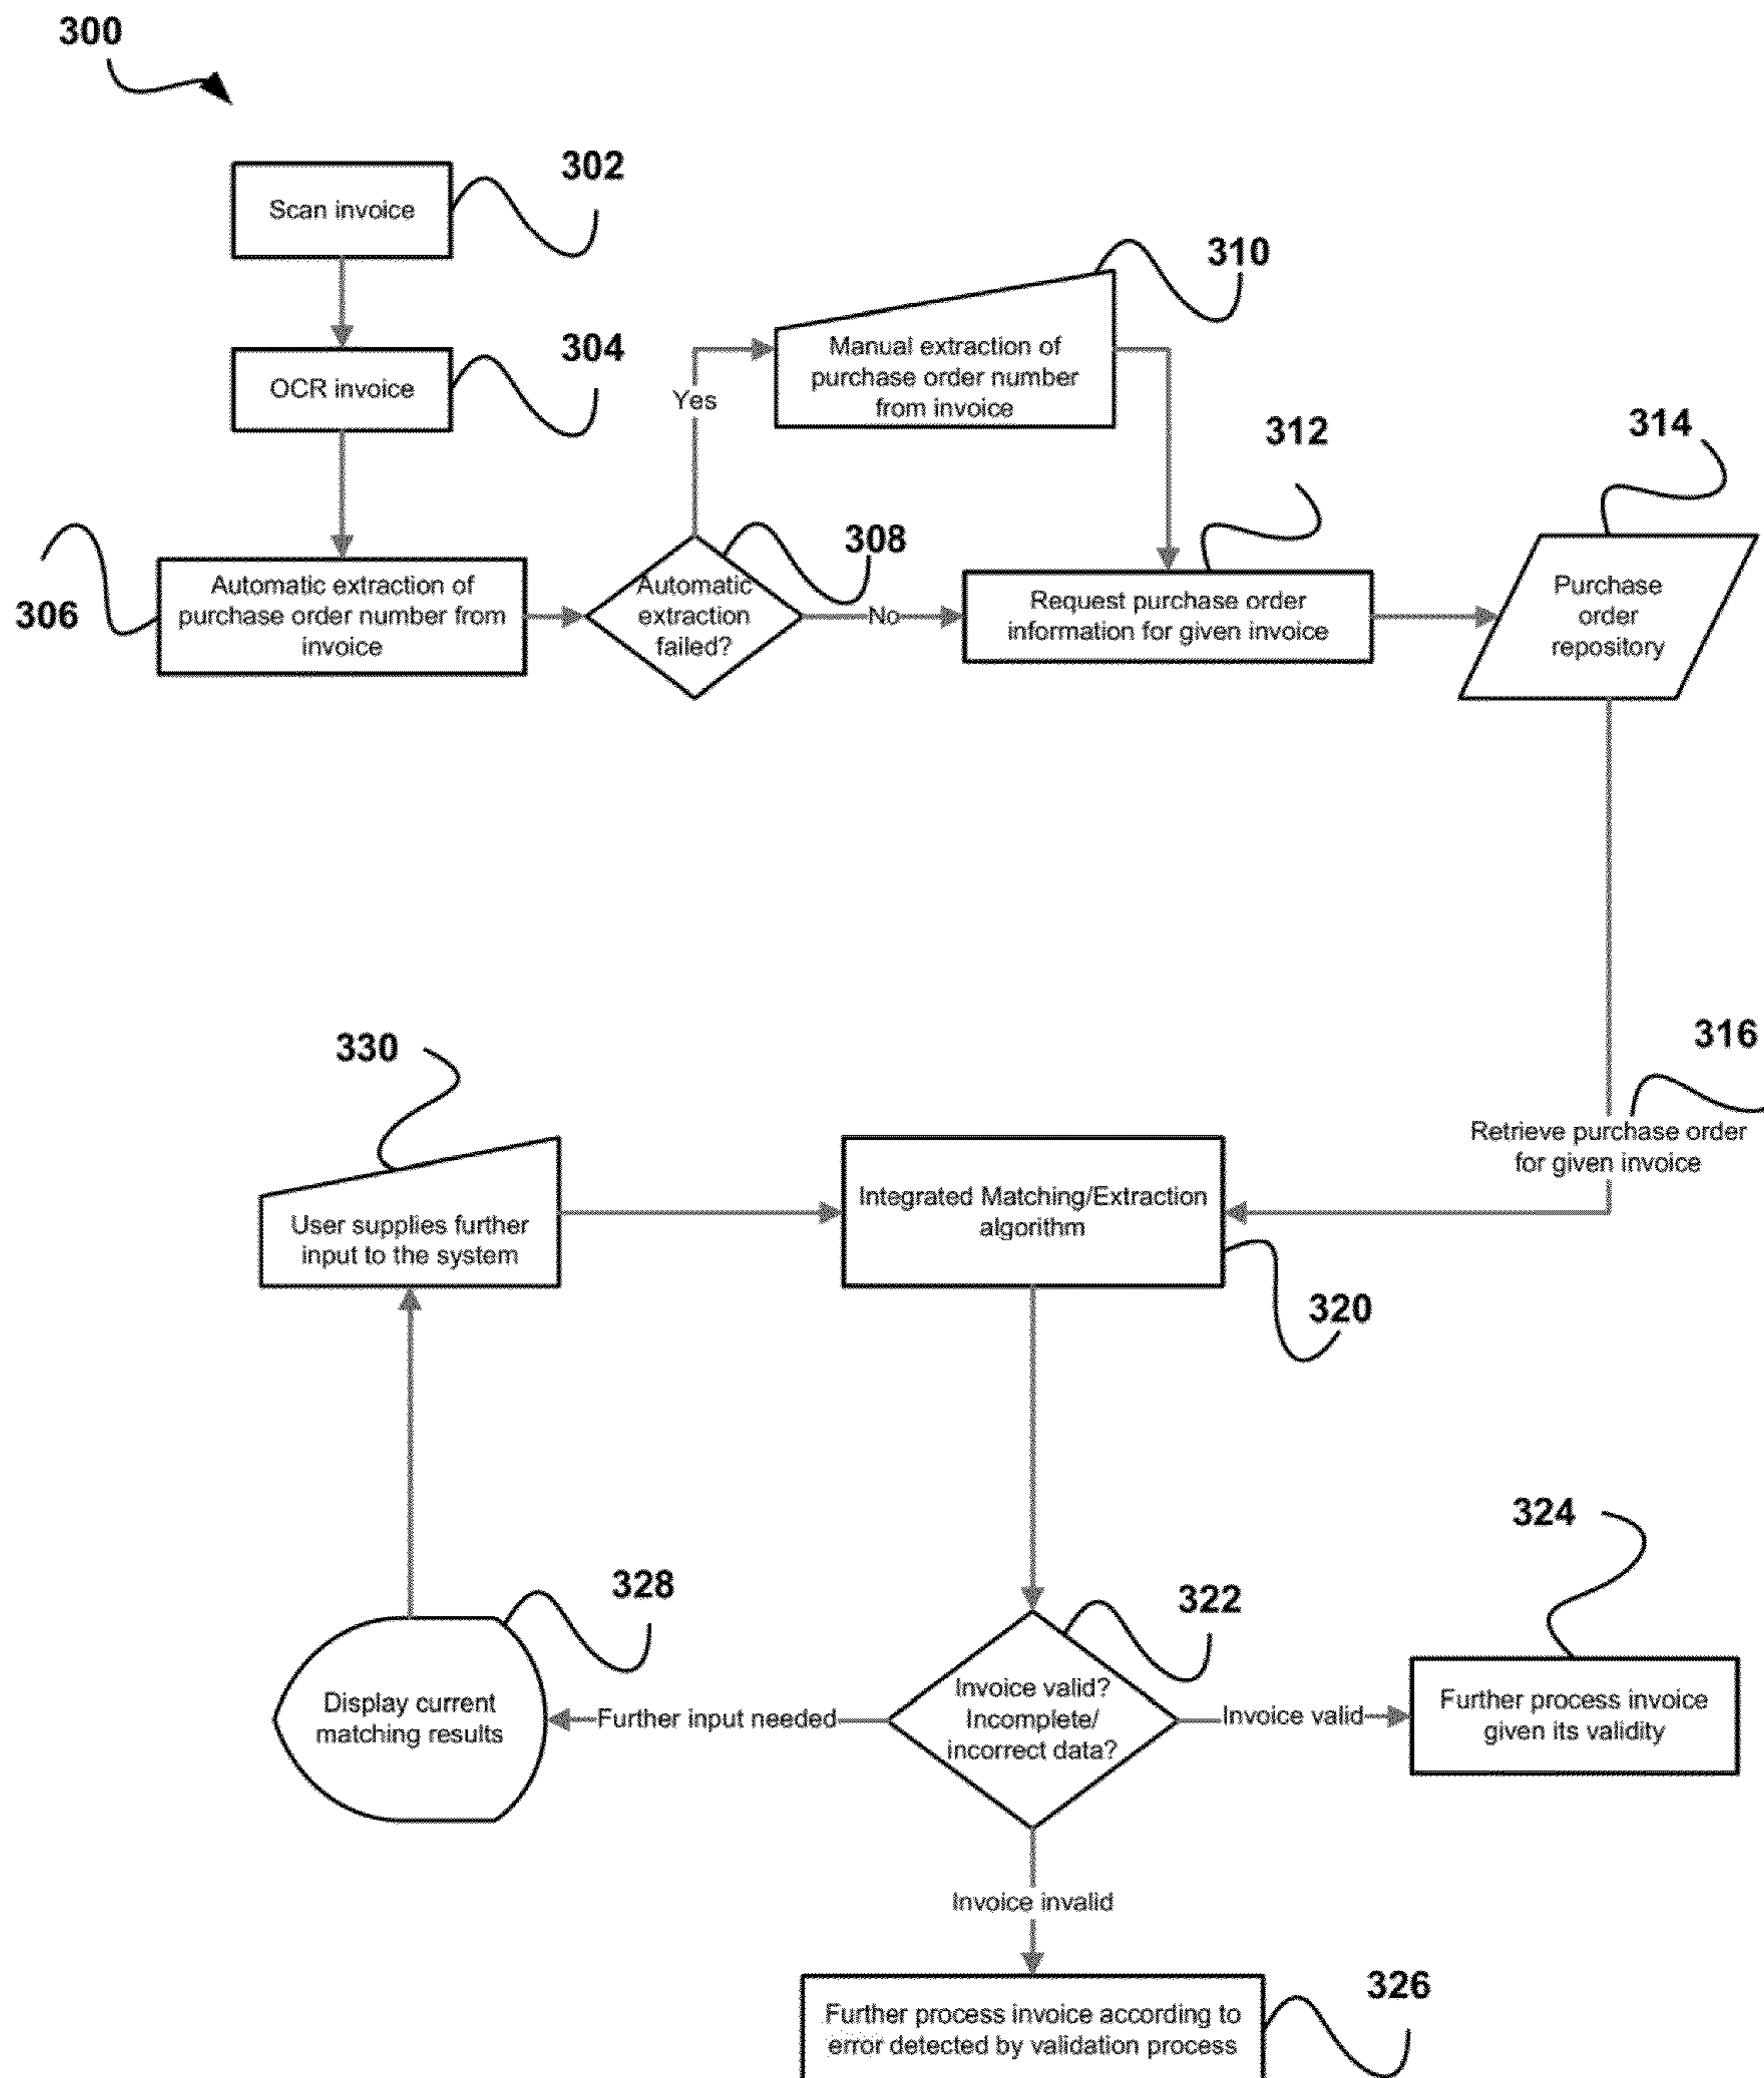 300
302
Scan invoice
310
304
OCR invoice
Manual extraction of
purchase order number
from invoice
Yes
312
314
308
306
Automatic extraction of
purchase order number from
invoice
Automatic
extraction
failed?
No
Request purchase order
information for given invoice
Purchase
order
repository
316
330
Retrieve purchase order
for given invoice
User supplies further
input to the system
Integrated Matching/Extraction
algorithm
320
324
328
322
Display current
matching results
Further input needed
Invoice valid?
Incomplete/
incorrect data?
Invoice valid
Further process invoice
given its validity
Invoice invalid
326
Further process invoice according to
error detected by validation process